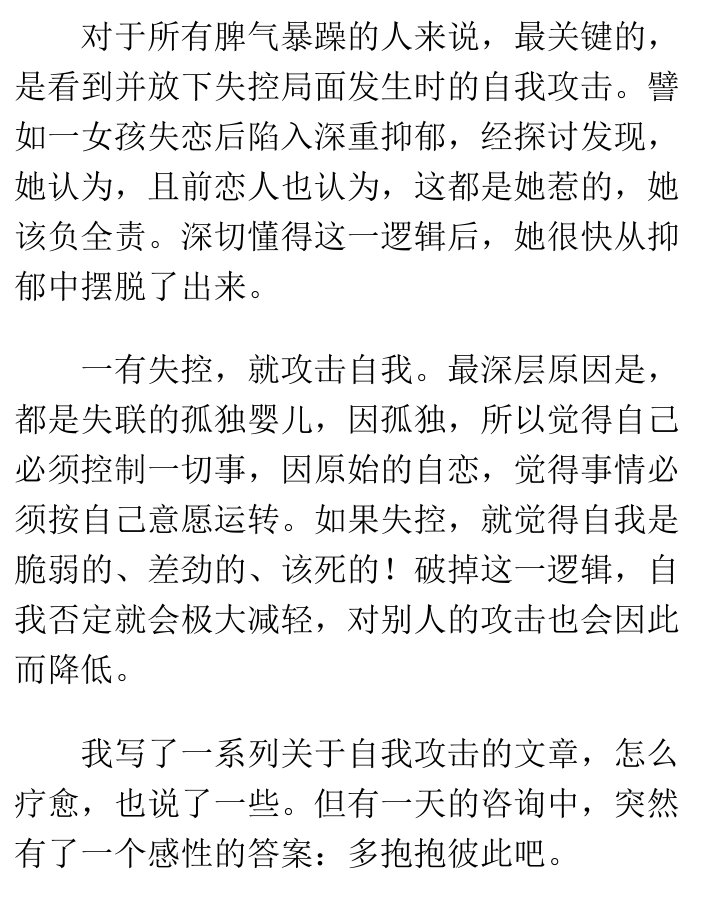 对于所有脾气暴躁的人来说，最关键的，
是看到并放下失控局面发生时的自我攻击。譬
如一女孩失恋后陷入深重抑郁，经探讨发现，
她认为，且前恋人也认为，这都是她惹的，她
该负全责。深切懂得这一逻辑后，她很快从抑
郁中摆脱了出来。
一有失控，就攻击自我。最深层原因是，
都是失联的孤独婴儿，因孤独，所以觉得自己
必须控制一切事，因原始的自恋，觉得事情必
须按自己意愿运转。如果失控，就觉得自我是
脆弱的、差劲的、该死的！破掉这一逻辑，自
我否定就会极大减轻，对别人的攻击也会因此
而降低。
我写了一系列关于自我攻击的文章，怎么
疗愈，也说了一些。但有一天的咨询中，突然
有了一个感性的答案：多抱抱彼此吧。